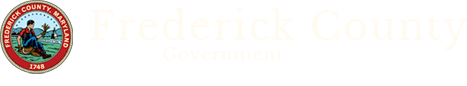 FREDERICK COUNTY, MARYLAND
1748
Frederick County
Government